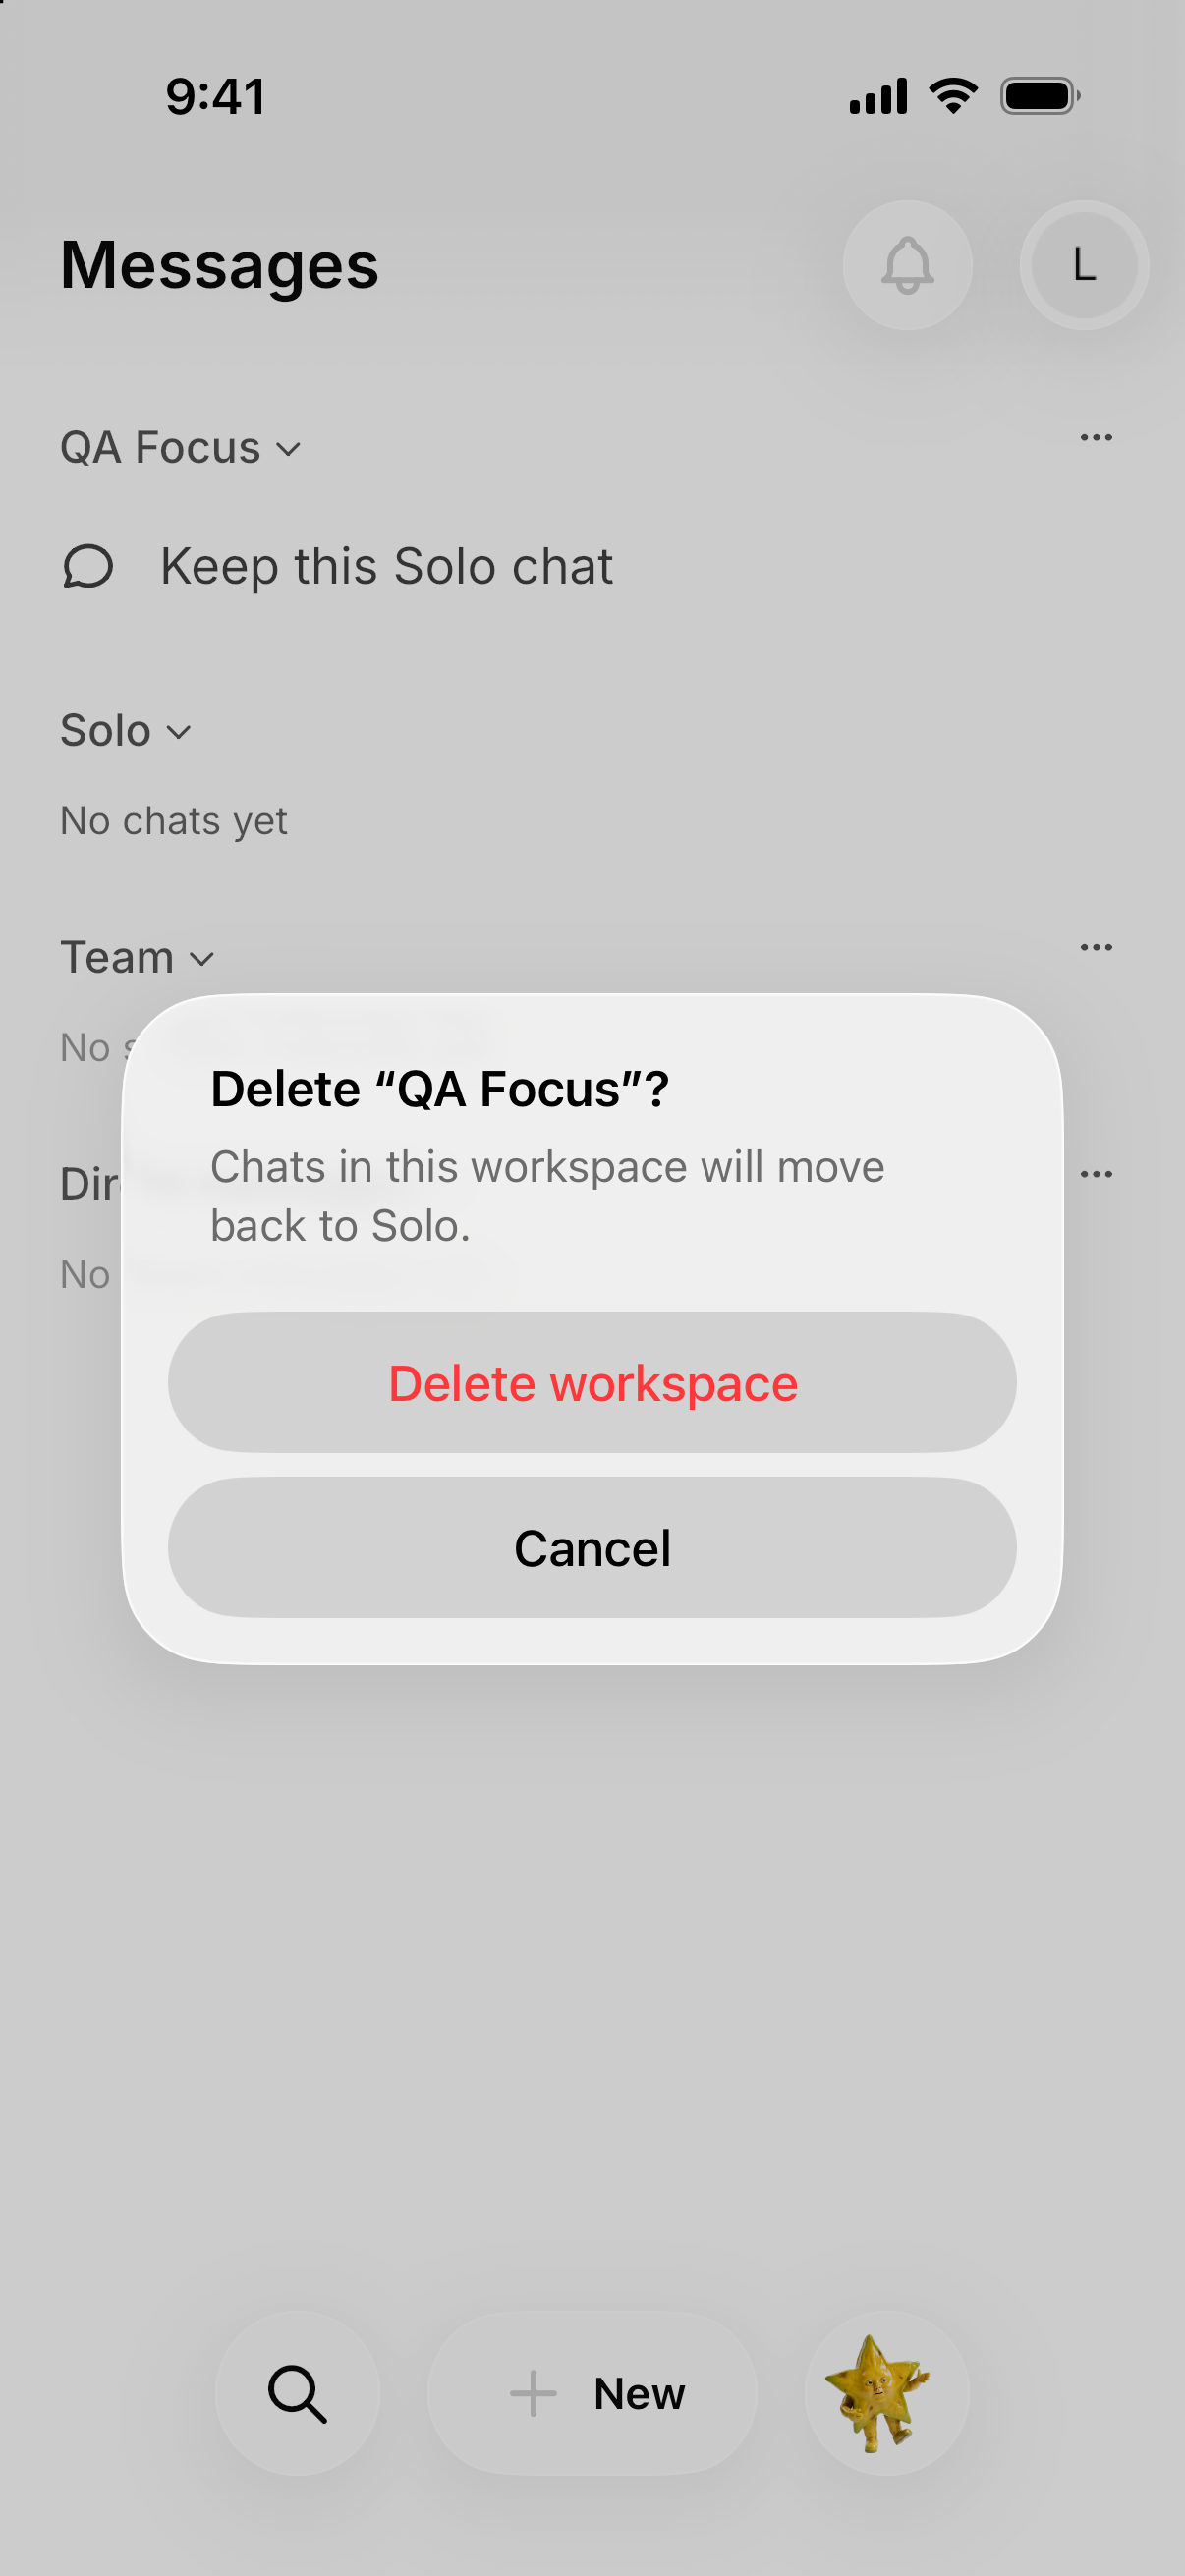 9:41
Messages
L
QA Focus
Keep this Solo chat
Solo
No chats yet
Team
No
Delete “QA Focus”?
Chats in this workspace will move
back to Solo.
No
Delete workspace
Cancel
New